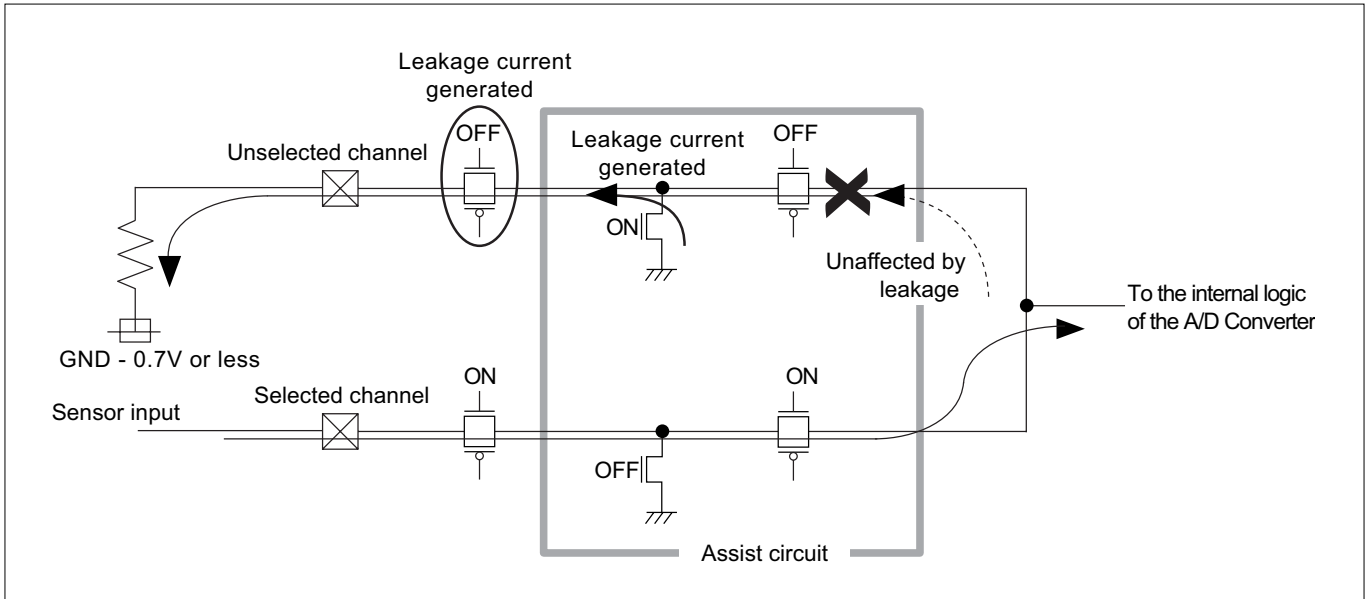 Leakage current
generated
OFF
Unselected channel
Leakage current
generated
OFF
ON
Unaffected by
leakage
To the internal logic
of the A/D Converter
GND - 0.7V or less
ON
ON
Selected channel
Sensor input
OFF
Assist circuit